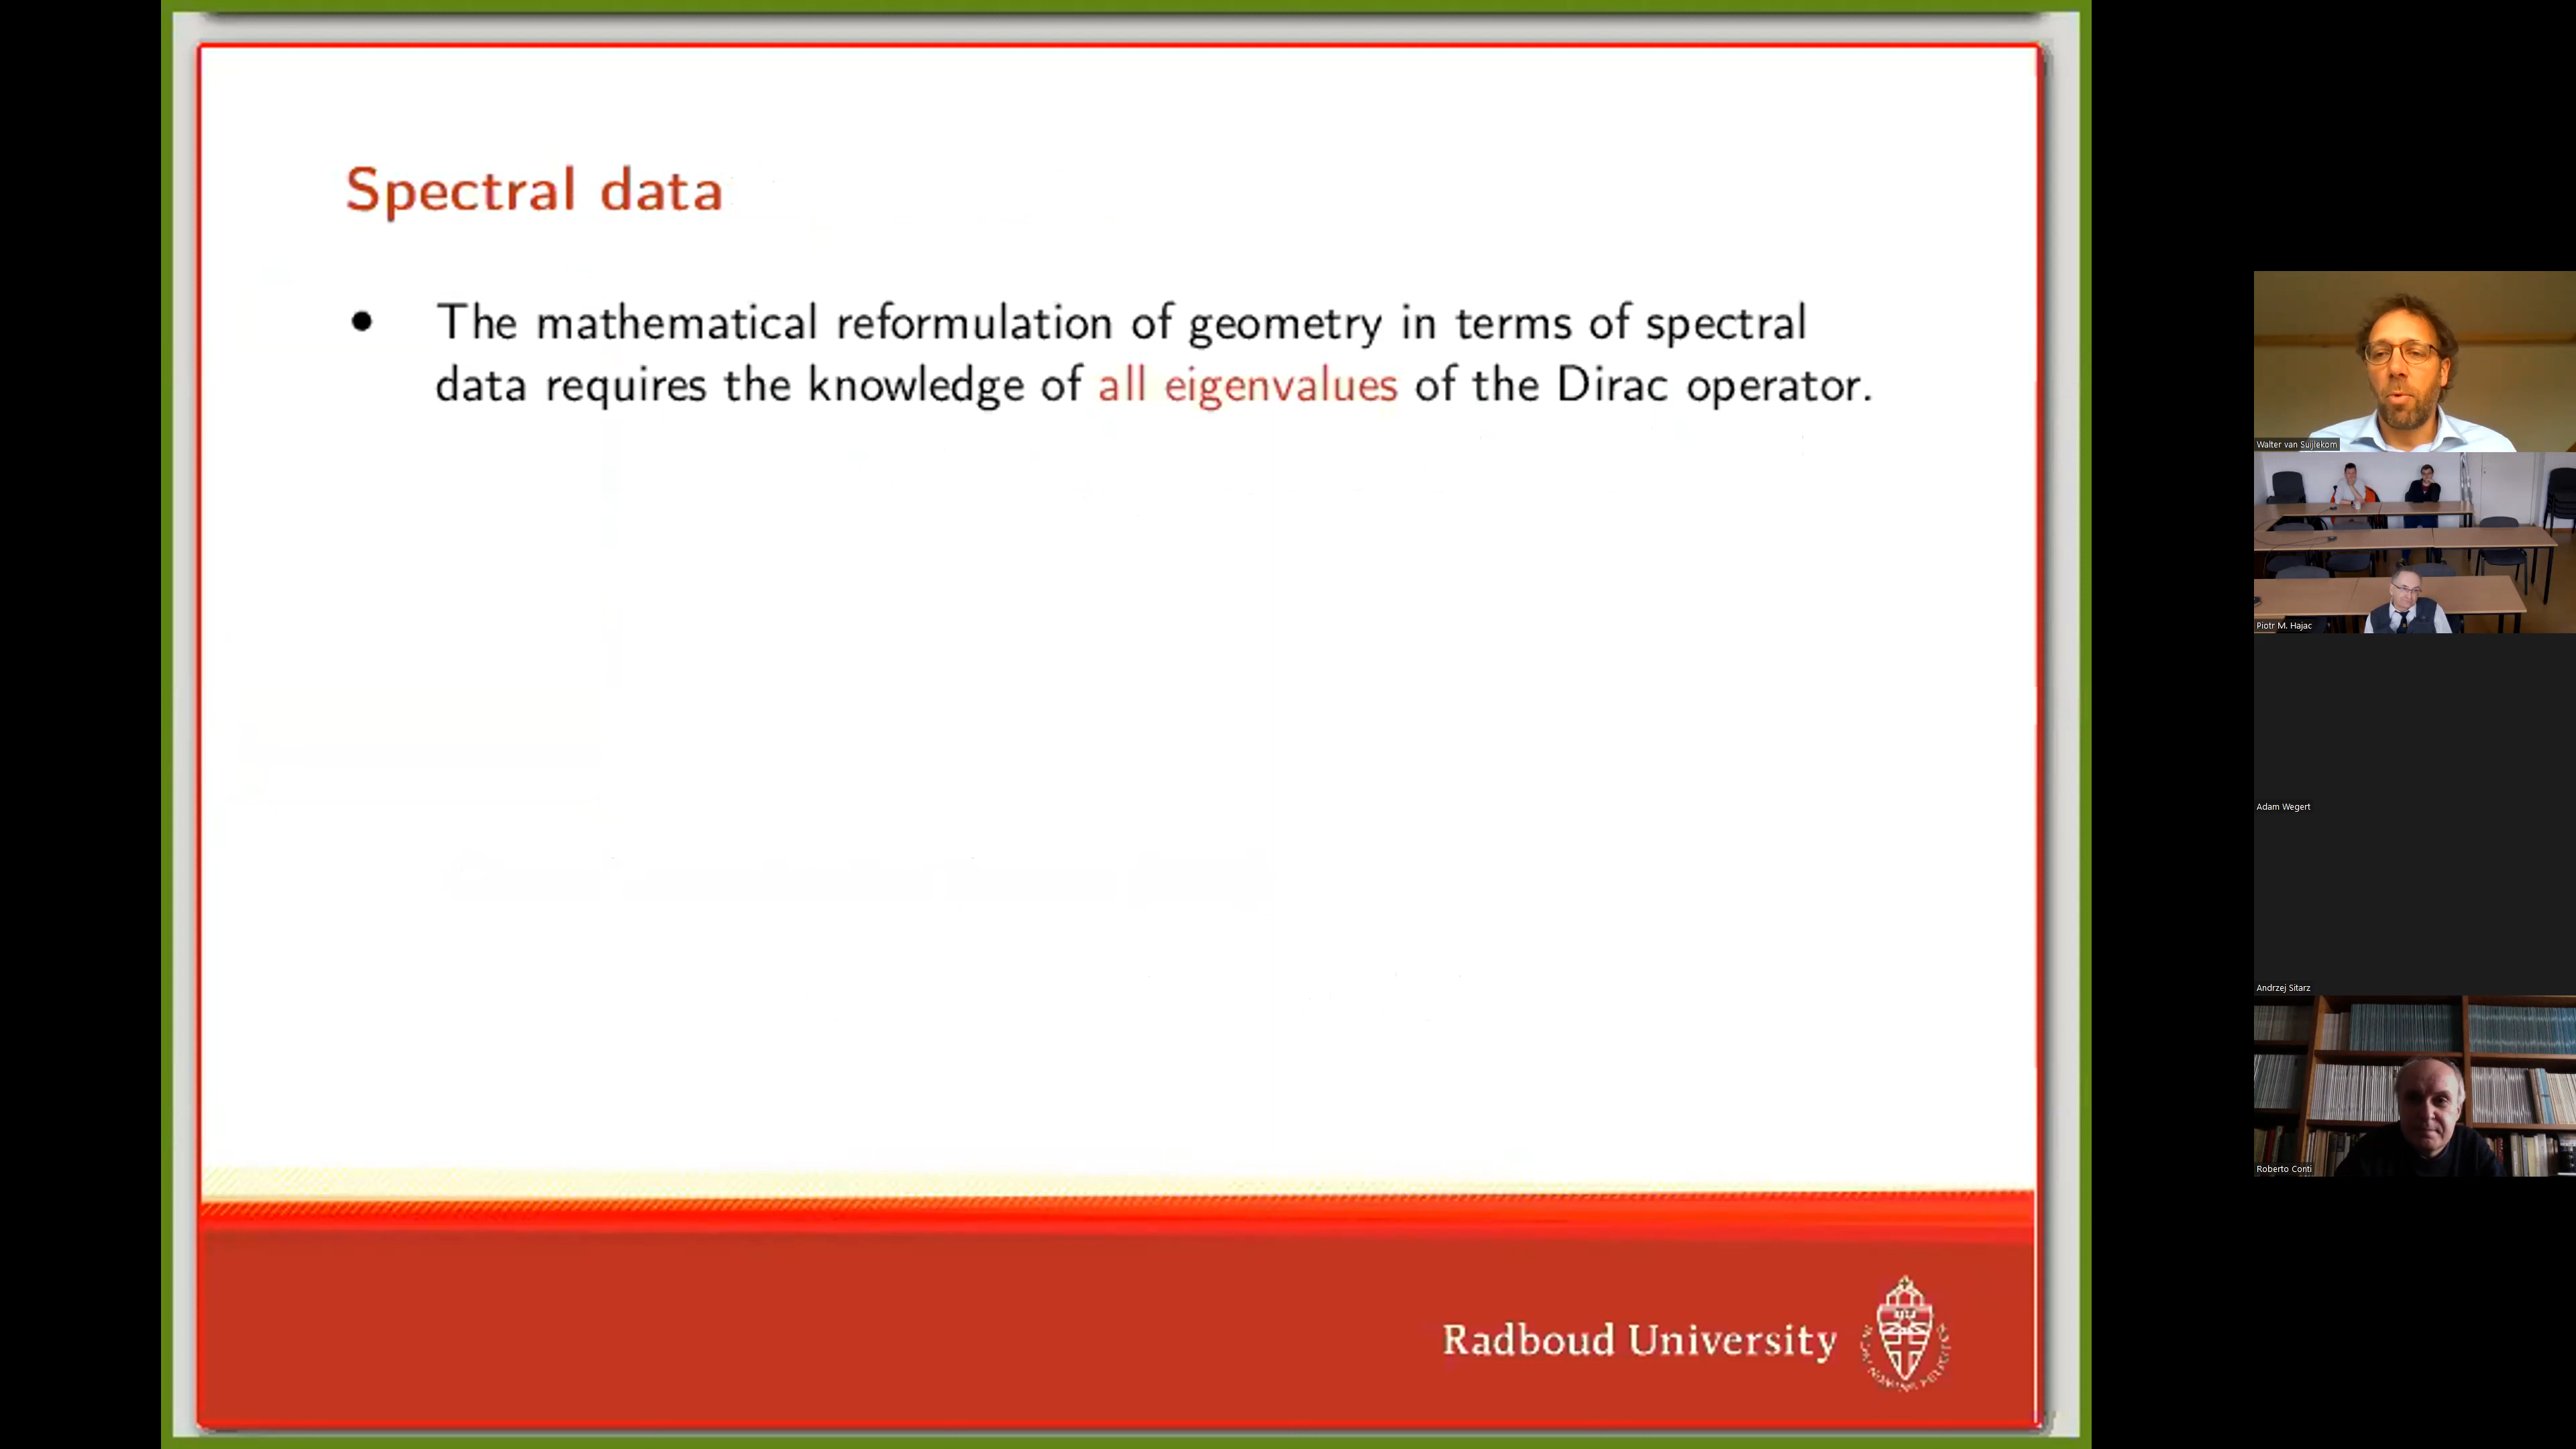 Spectral data
● The mathematical reformulation of geometry in terms of spectral
data requires the knowledge of all eigenvalues of the Dirac operator.
Radboud University
Walter van Suijlekom
Piotr M. Hajac
Adam Wegert
Andrzej Sitarz
Roberto Conti